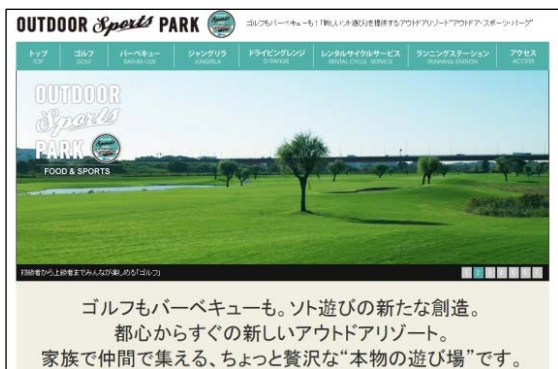 OUTDOOR Sports PARK
ゴルフもバーベキューも!「新しいソト遊びを提供するアウトドアリゾート"アウトドア・スポーツ・パーク"
トップ ゴルフ バーベキュー ジャングリラ ドライビングレンジ レンタルサイクルサービス ランニングステーション アクセス
TOP GOLF BAR-BE-CUE JUNGRILA D-RANGE RENTAL CYCLE SERVICE RUNNING-STATION ACCESS
OUTDOOR
Sports
PARK
FOOD & SPORTS
初級者から上級者までみんなが楽しめる「ゴルフ」
1 2 3 4 5 6 7
ゴルフもバーベキューも。ソト遊びの新たな創造。
都心からすぐの新しいアウトドアリゾート。
家族で仲間で集える、ちょっと贅沢な“本物の遊び場”です。